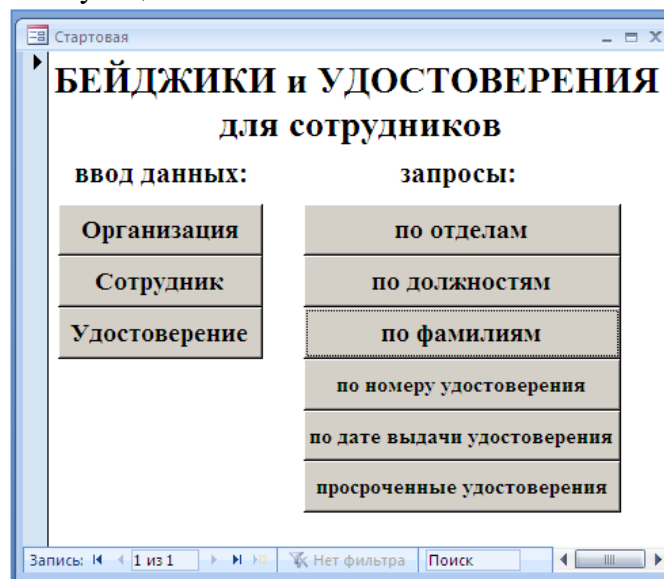 Стартовая
БЕЙДЖИКИ и УДОСТОВЕРЕНИЯ
для сотрудников
ввод данных:
запросы:
Организация
по отделам
Сотрудник
по должностям
Удостоверение
по фамилиям
по номеру удостоверения
по дате выдачи удостоверения
просроченные удостоверения
Запись: 1 из 1 Нет фильтра Поиск